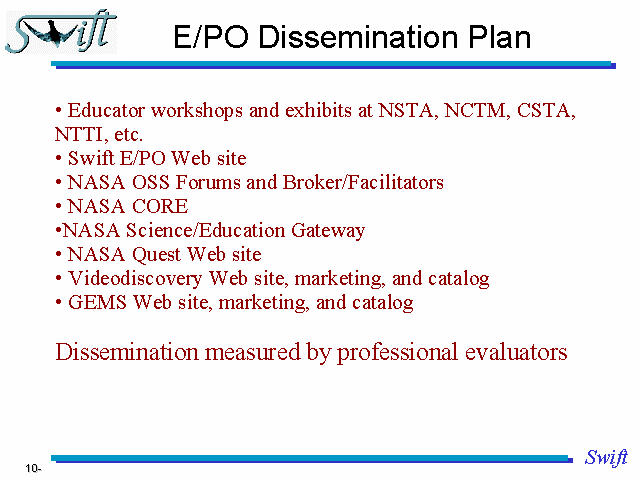 Swift
E/PO Dissemination Plan
• Educator workshops and exhibits at NSTA, NCTM, CSTA,
NTTI, etc.
• Swift E/PO Web site
• NASA OSS Forums and Broker/Facilitators
• NASA CORE
•NASA Science/Education Gateway
• NASA Quest Web site
• Videodiscovery Web site, marketing, and catalog
• GEMS Web site, marketing, and catalog
Dissemination measured by professional evaluators
10-
Swift